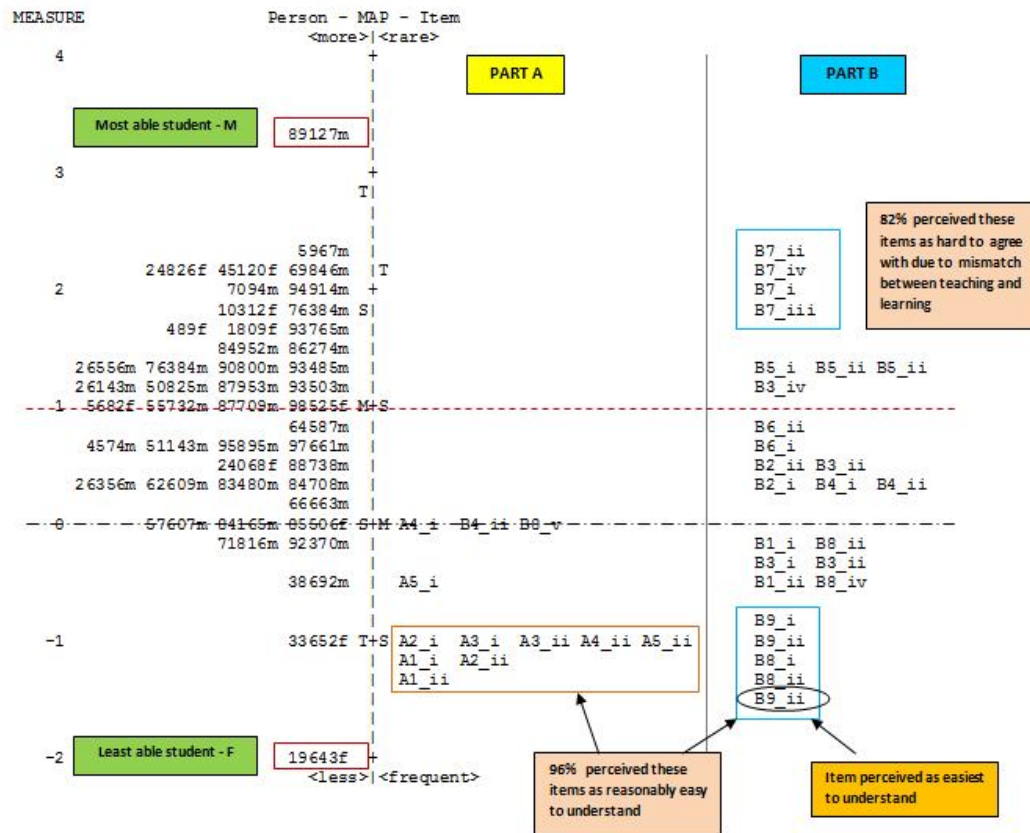 MEASURE Person - MAP - Item
<more>|<rare>
4 +
PART A PART B
Most able student - M 89127m
3 +
T|
82% perceived these items as hard to agree with due to mismatch between teaching and learning
5967m B7_ii
24826f 45120f 69846m |T B7_iv
2 7094m 94914m + B7_i
10312f 76384m S| B7_iii
489f 1809f 93765m
84952m 86274m
26556m 76384m 90800m 93485m B5_i B5_ii B5_ii
26143m 50825m 87953m 93503m B3_iv
1 5682f 55732m 87709m 98525f M+S
64587m B6_ii
4574m 51143m 95895m 97661m B6_i
24068f 88738m B2_ii B3_ii
26356m 62609m 83480m 84708m B2_i B4_i B4_ii
66663m
0 57607m 84165m 85506f S+M A4_i B4_ii B8_v
71816m 92370m B1_i B8_ii
B3_i B3_ii
38692m A5_i B1_ii B8_iv
B9_i
-1 33652f T+S A2_i A3_i A3_ii A4_ii A5_ii B9_ii
A1_i A2_ii B8_i
A1_ii B8_ii
B9_ii
-2 Least able student - F 19643f +
<less>|<frequent>
96% perceived these items as reasonably easy to understand
Item perceived as easiest to understand